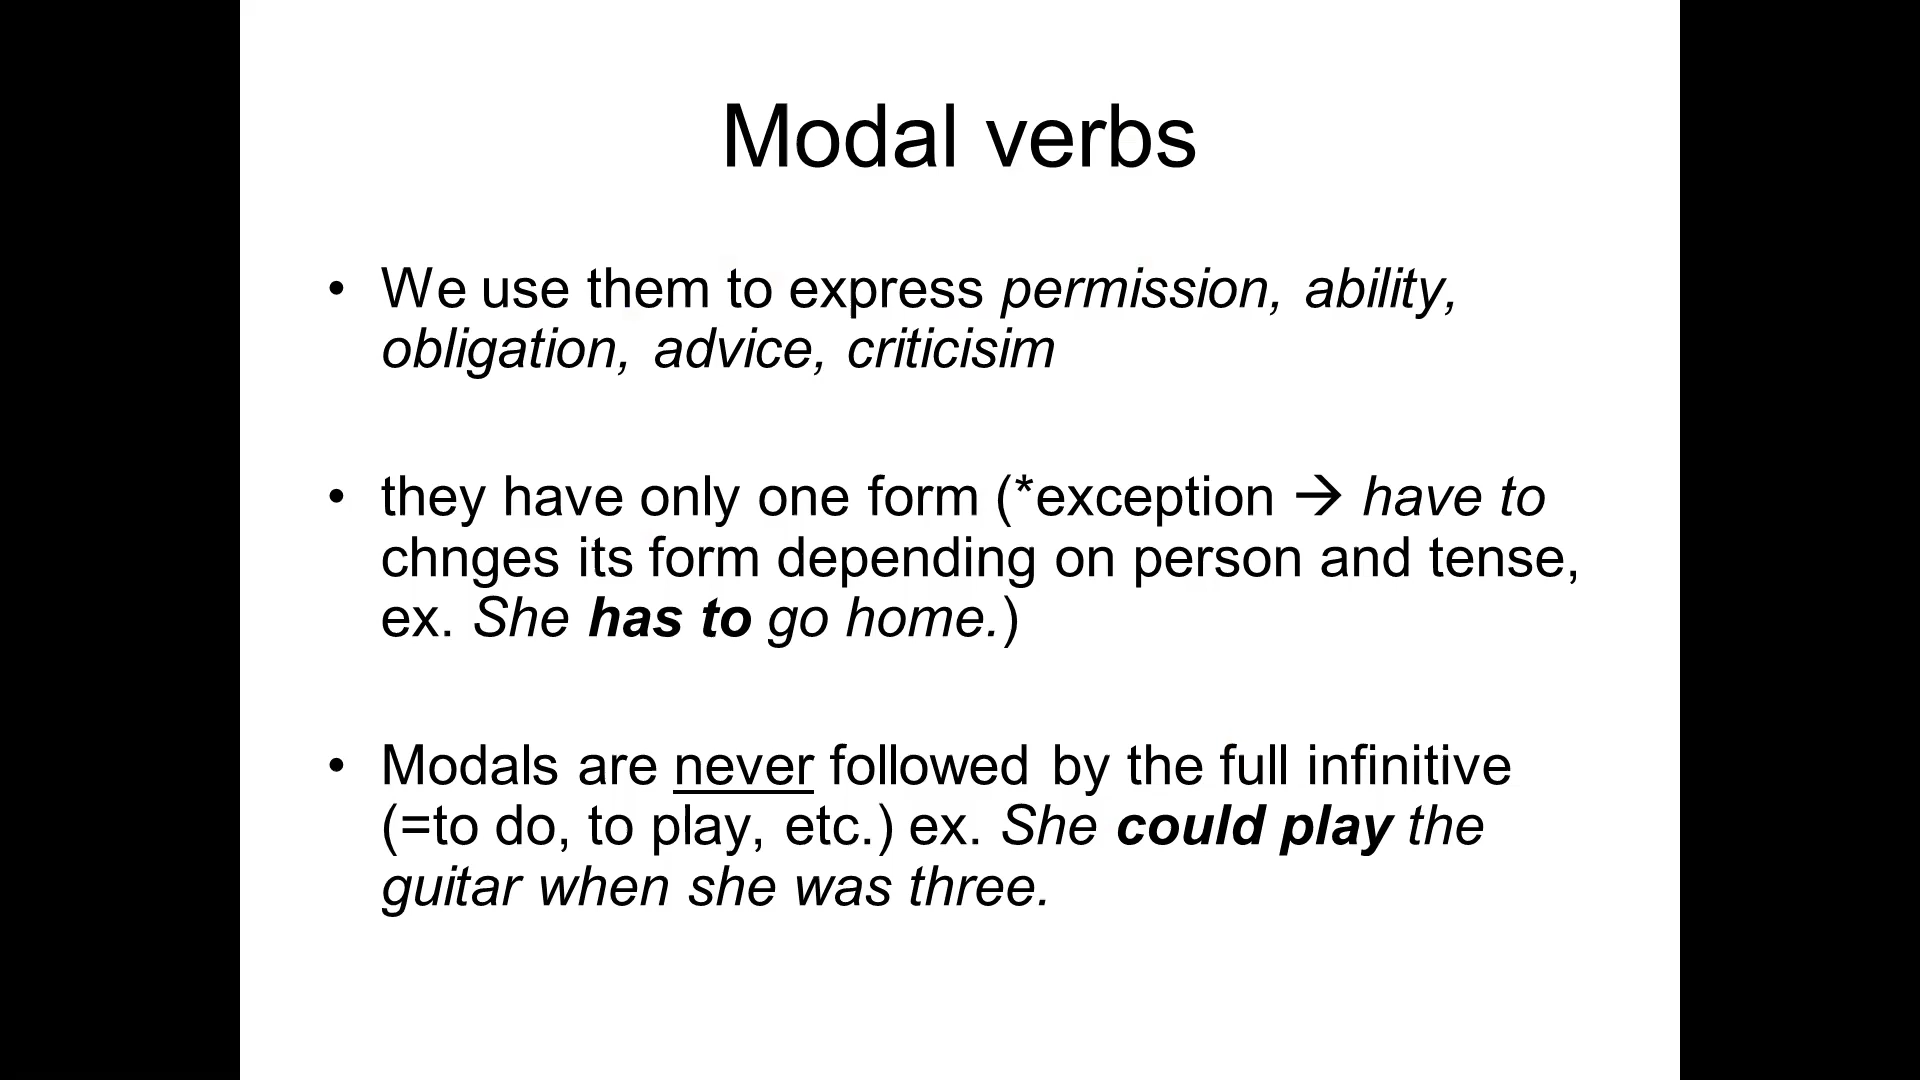 Modal verbs
• We use them to express permission, ability,
obligation, advice, criticisim
• they have only one form (*exception → have to
chnges its form depending on person and tense,
ex. She has to go home.)
• Modals are never followed by the full infinitive
(=to do, to play, etc.) ex. She could play the
guitar when she was three.